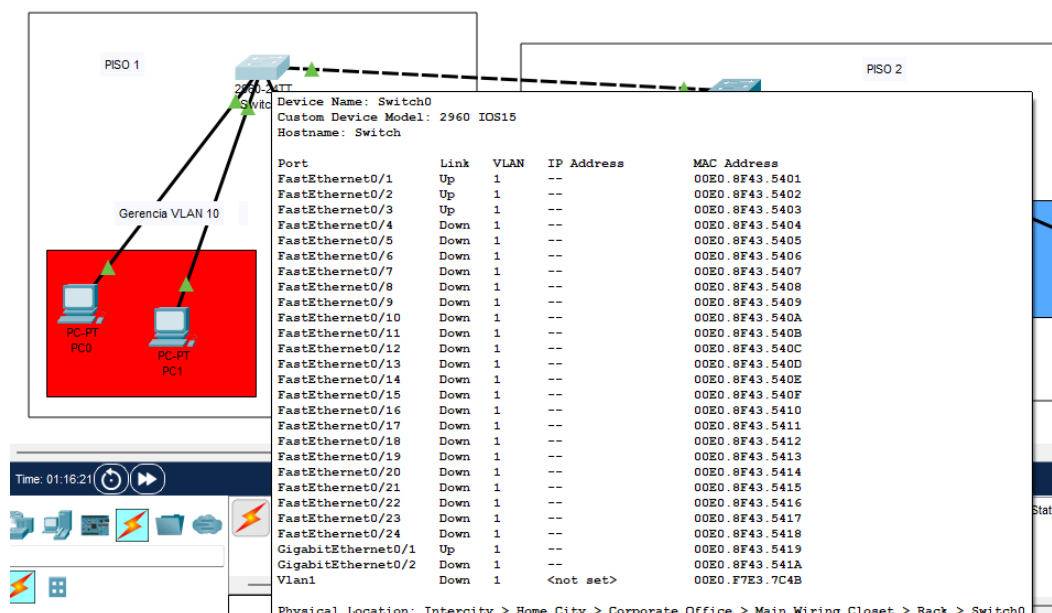 PISO 1
PISO 2
2960-24TT
Switc
Device Name: Switch0
Custom Device Model: 2960 IOS15
Hostname: Switch
Port Link VLAN IP Address MAC Address
FastEthernet0/1 Up 1 -- 00E0.8F43.5401
FastEthernet0/2 Up 1 -- 00E0.8F43.5402
FastEthernet0/3 Up 1 -- 00E0.8F43.5403
FastEthernet0/4 Down 1 -- 00E0.8F43.5404
FastEthernet0/5 Down 1 -- 00E0.8F43.5405
FastEthernet0/6 Down 1 -- 00E0.8F43.5406
FastEthernet0/7 Down 1 -- 00E0.8F43.5407
FastEthernet0/8 Down 1 -- 00E0.8F43.5408
FastEthernet0/9 Down 1 -- 00E0.8F43.5409
FastEthernet0/10 Down 1 -- 00E0.8F43.540A
FastEthernet0/11 Down 1 -- 00E0.8F43.540B
FastEthernet0/12 Down 1 -- 00E0.8F43.540C
FastEthernet0/13 Down 1 -- 00E0.8F43.540D
FastEthernet0/14 Down 1 -- 00E0.8F43.540E
FastEthernet0/15 Down 1 -- 00E0.8F43.540F
FastEthernet0/16 Down 1 -- 00E0.8F43.5410
FastEthernet0/17 Down 1 -- 00E0.8F43.5411
FastEthernet0/18 Down 1 -- 00E0.8F43.5412
FastEthernet0/19 Down 1 -- 00E0.8F43.5413
FastEthernet0/20 Down 1 -- 00E0.8F43.5414
FastEthernet0/21 Down 1 -- 00E0.8F43.5415
FastEthernet0/22 Down 1 -- 00E0.8F43.5416
FastEthernet0/23 Down 1 -- 00E0.8F43.5417
FastEthernet0/24 Down 1 -- 00E0.8F43.5418
GigabitEthernet0/1 Up 1 -- 00E0.8F43.5419
GigabitEthernet0/2 Down 1 -- 00E0.8F43.541A
Vlan1 Down 1 <not set> 00E0.F7E3.7C4B
Physical Location: Intercity > Home City > Corporate Office > Main Wiring Closet > Rack > Switch0
Gerencia VLAN 10
PC-PT
PC0
PC-PT
PC1
Time: 01:16:21
Stat